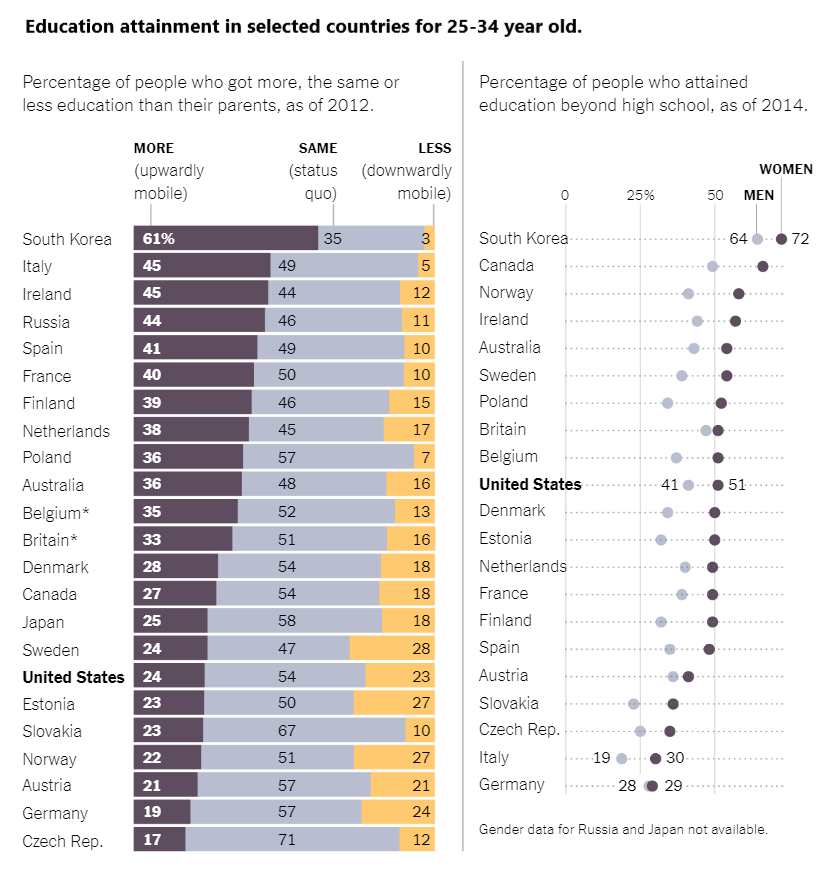 Education attainment in selected countries for 25-34 year old.
Percentage of people who got more, the same or
less education than their parents, as of 2012.
MORE SAME LESS
(upwardly (status (downwardly
mobile) quo) mobile)
South Korea 61% 35 3
Italy 45 49 5
Ireland 45 44 12
Russia 44 46 11
Spain 41 49 10
France 40 50 10
Finland 39 46 15
Netherlands 38 45 17
Poland 36 57 7
Australia 36 48 16
Belgium* 35 52 13
Britain* 33 51 16
Denmark 28 54 18
Canada 27 54 18
Japan 25 58 18
Sweden 24 47 28
United States 24 54 23
Estonia 23 50 27
Slovakia 23 67 10
Norway 22 51 27
Austria 21 57 21
Germany 19 57 24
Czech Rep. 17 71 12
Percentage of people who attained
education beyond high school, as of 2014.
WOMEN
0 25% 50 MEN
South Korea 64 72
Canada
Norway
Ireland
Australia
Sweden
Poland
Britain
Belgium
United States 41 51
Denmark
Estonia
Netherlands
France
Finland
Spain
Austria
Slovakia
Czech Rep.
Italy 19 30
Germany 28 29
Gender data for Russia and Japan not available.